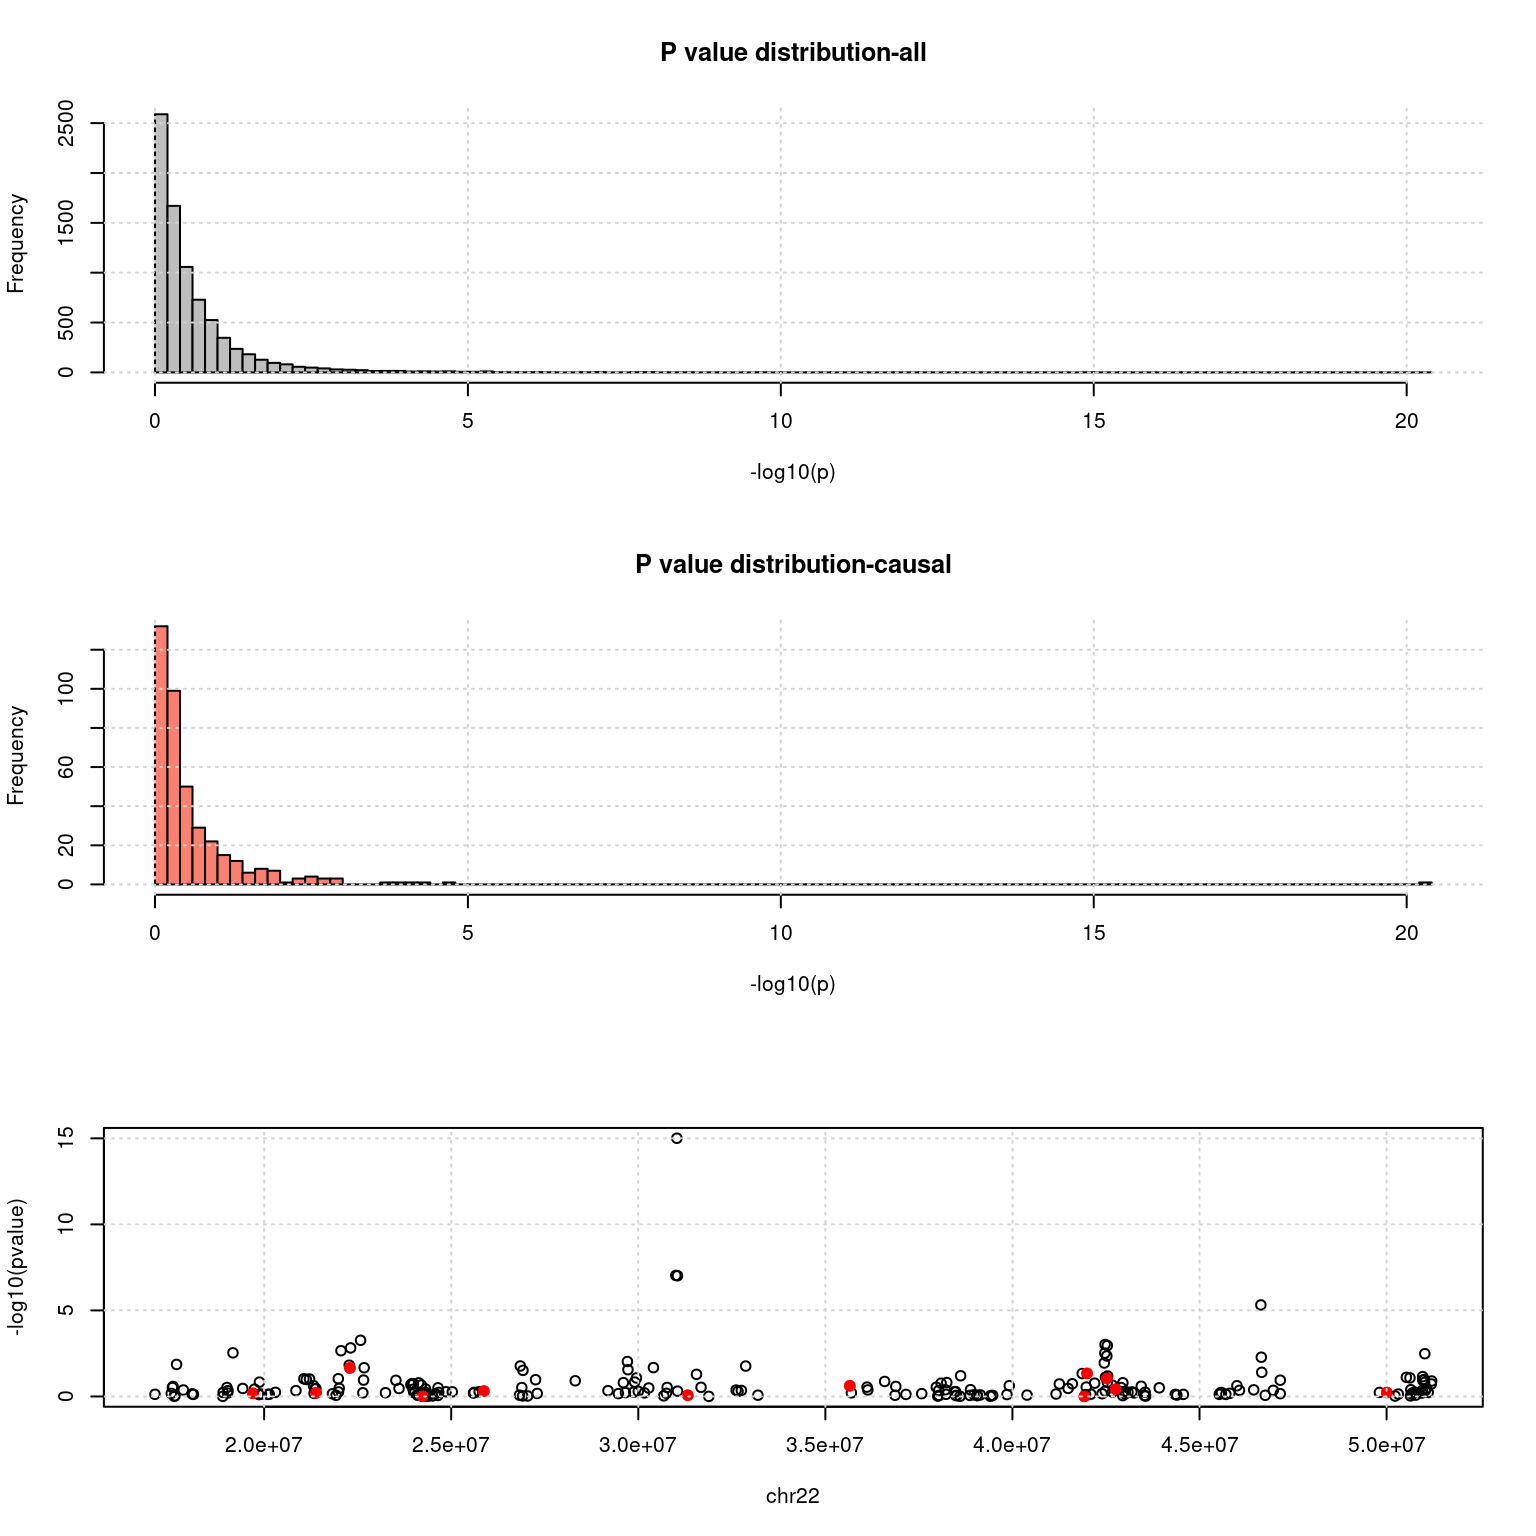 P value distribution-all
Frequency
2500
1500
500
0
0 5 10 15 20
-log10(p)
P value distribution-causal
Frequency
100
60
20
0
0 5 10 15 20
-log10(p)
-log10(pvalue)
15
10
5
0
2.0e+07 2.5e+07 3.0e+07 3.5e+07 4.0e+07 4.5e+07 5.0e+07
chr22